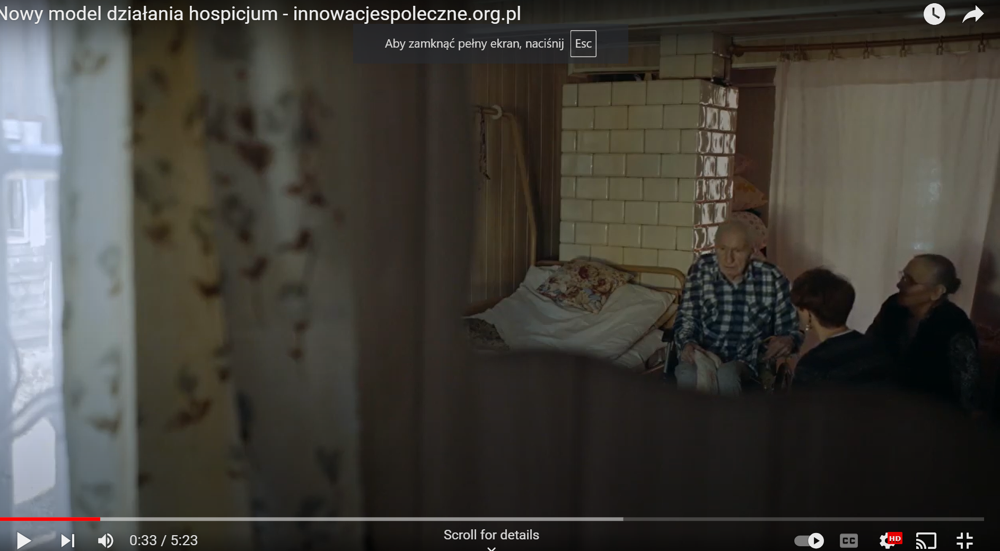 Nowy model działania hospicjum - innowacjespoleczne.org.pl
Aby zamknąć pełny ekran, naciśnij Esc
Scroll for details
0:33 / 5:23
CC
HD